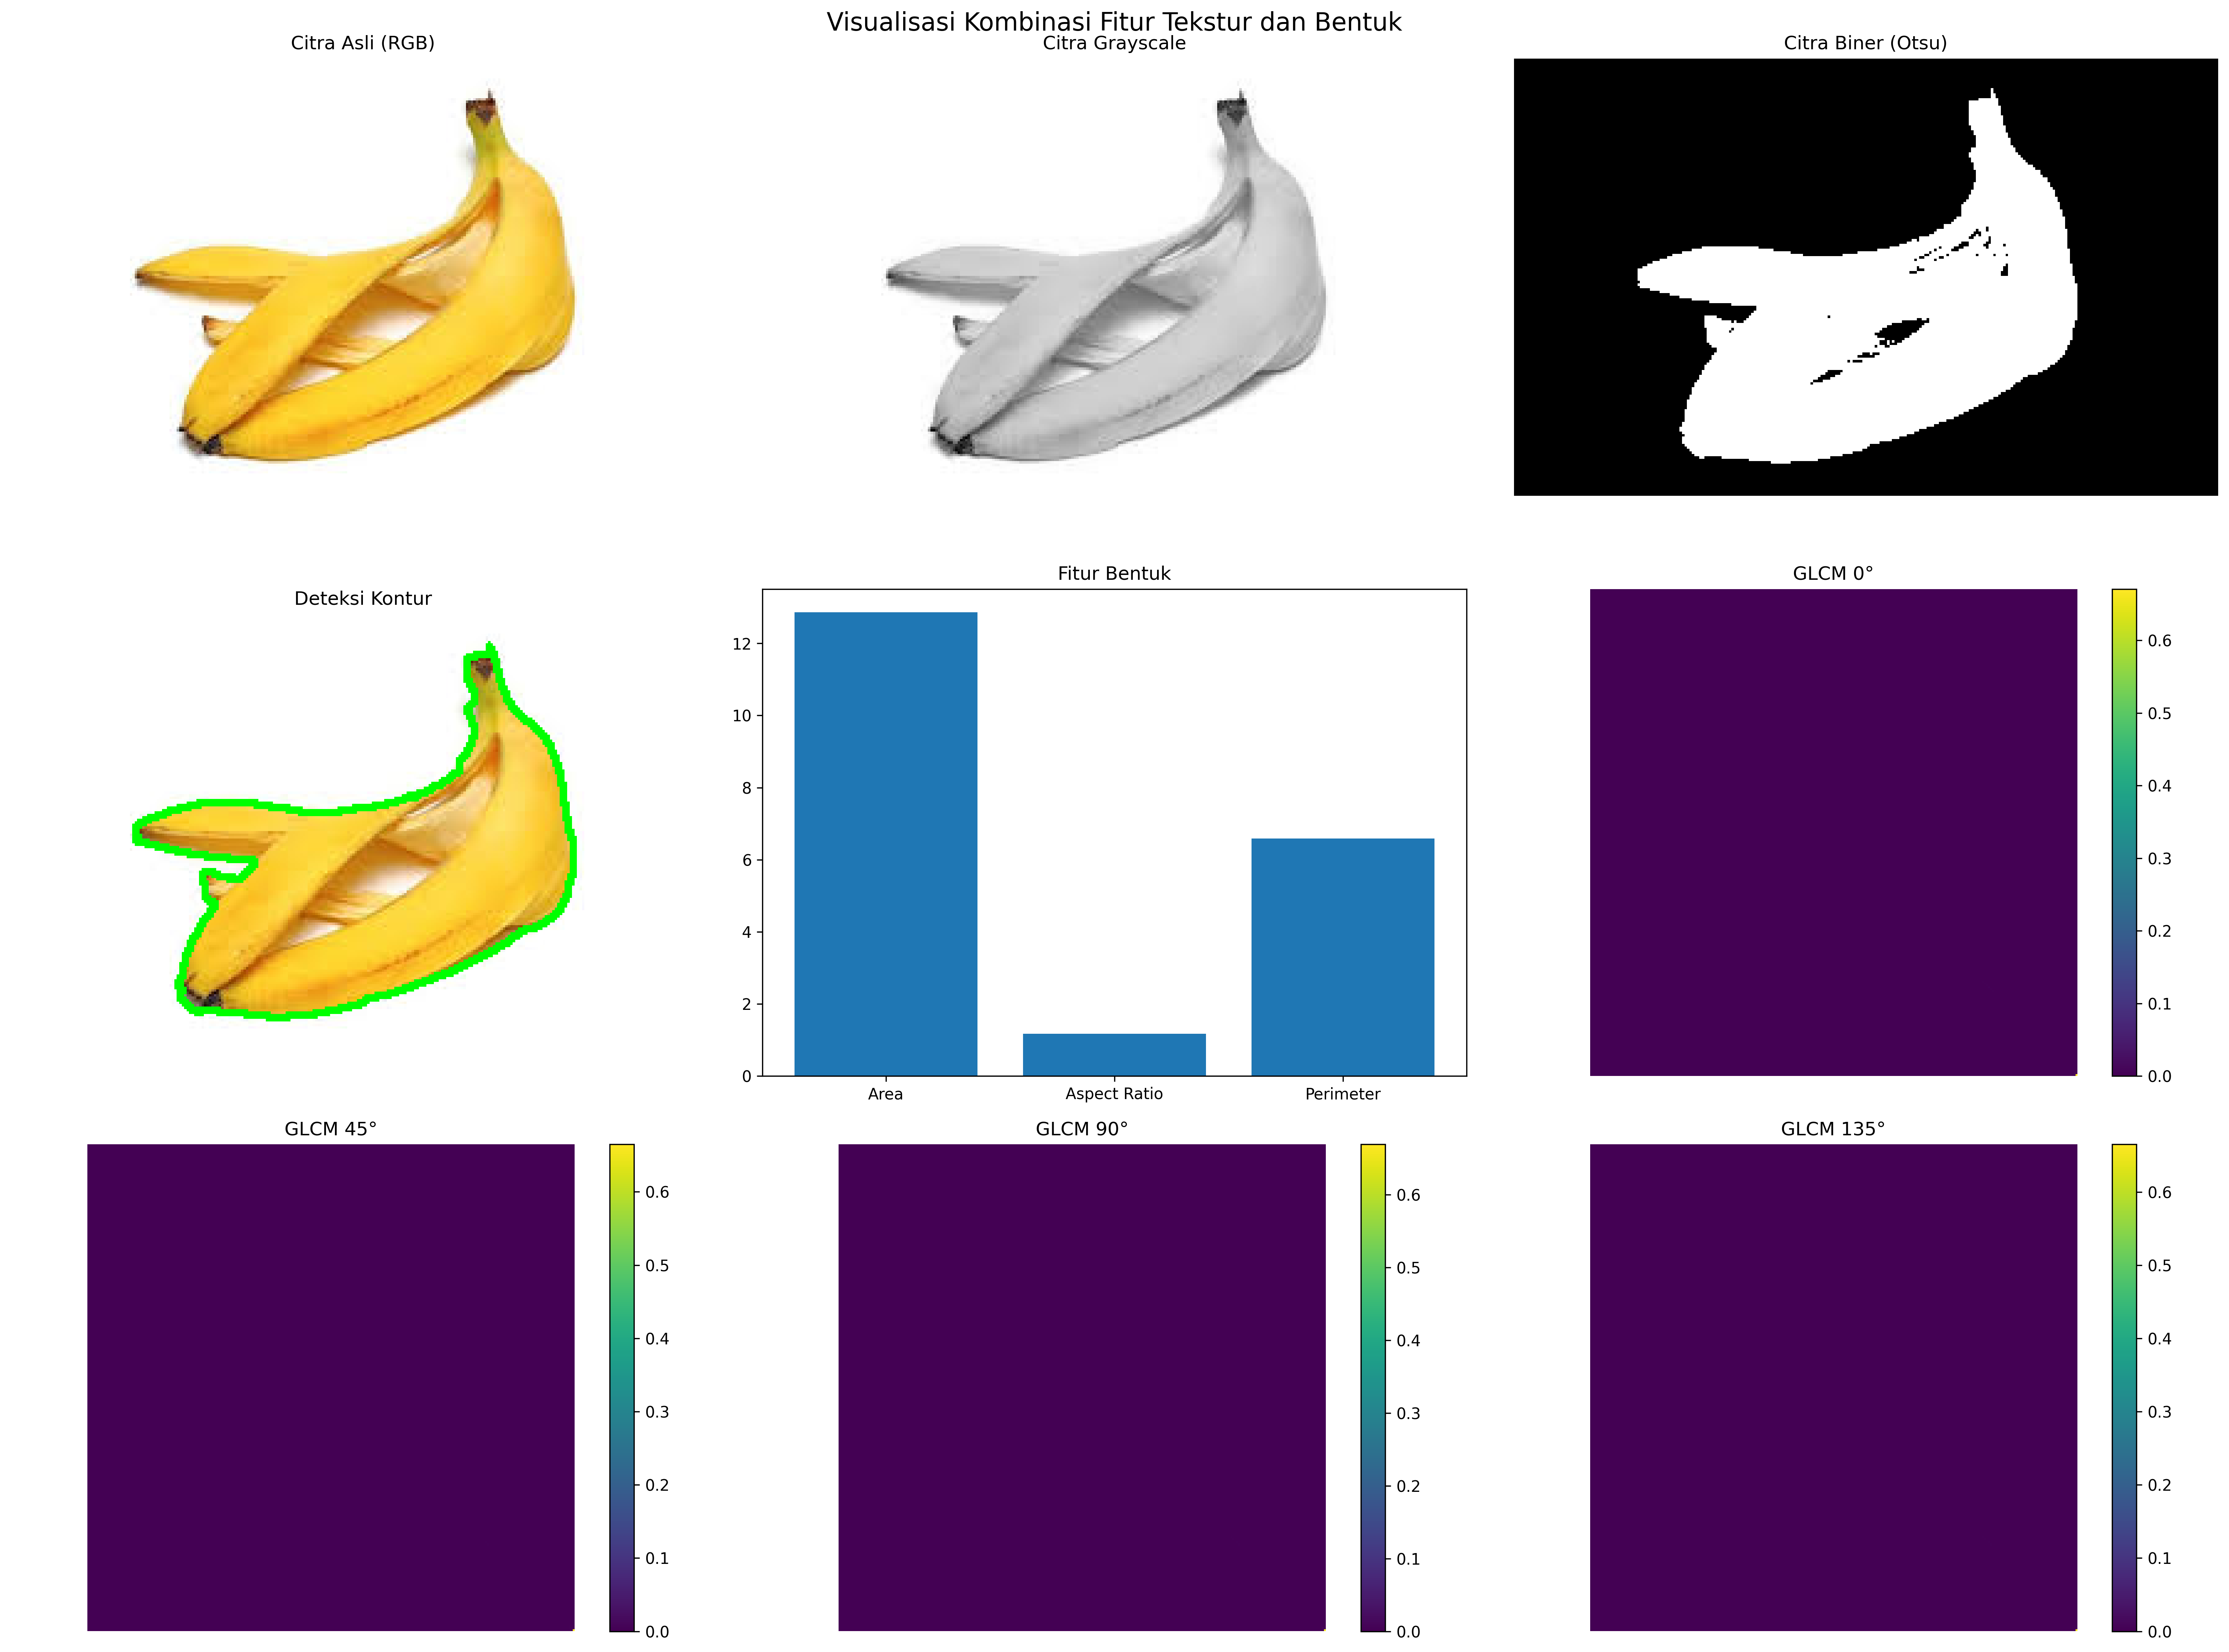 Visualisasi Kombinasi Fitur Tekstur dan Bentuk
Citra Asli (RGB)
Citra Grayscale
Citra Biner (Otsu)
Deteksi Kontur
Fitur Bentuk
12
10
8
6
4
2
0
Area
Aspect Ratio
Perimeter
GLCM 0°
0.6
0.5
0.4
0.3
0.2
0.1
0.0
GLCM 45°
0.6
0.5
0.4
0.3
0.2
0.1
0.0
GLCM 90°
0.6
0.5
0.4
0.3
0.2
0.1
0.0
GLCM 135°
0.6
0.5
0.4
0.3
0.2
0.1
0.0